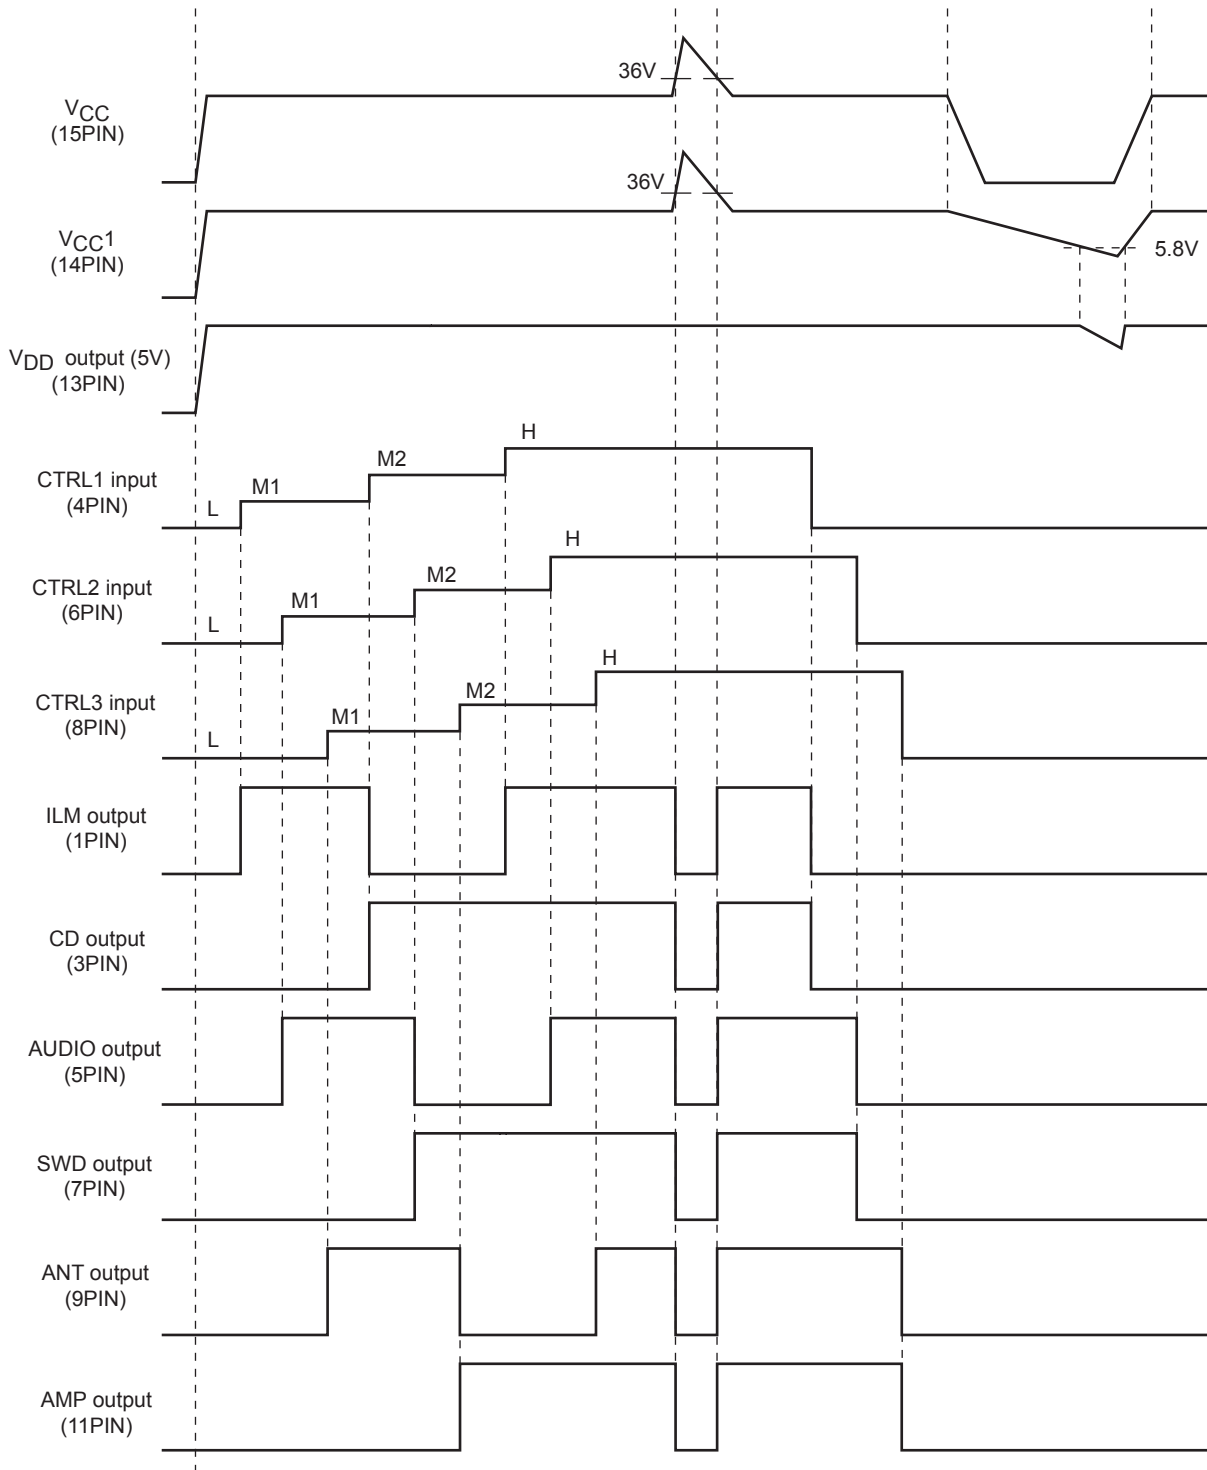 36V
VCC
(15PIN)
36V
VCC1
(14PIN)
5.8V
VDD output (5V)
(13PIN)
H
M2
CTRL1 input
(4PIN)
M1
L
H
M2
CTRL2 input
(6PIN)
M1
L
H
M2
CTRL3 input
(8PIN)
M1
L
ILM output
(1PIN)
CD output
(3PIN)
AUDIO output
(5PIN)
SWD output
(7PIN)
ANT output
(9PIN)
AMP output
(11PIN)